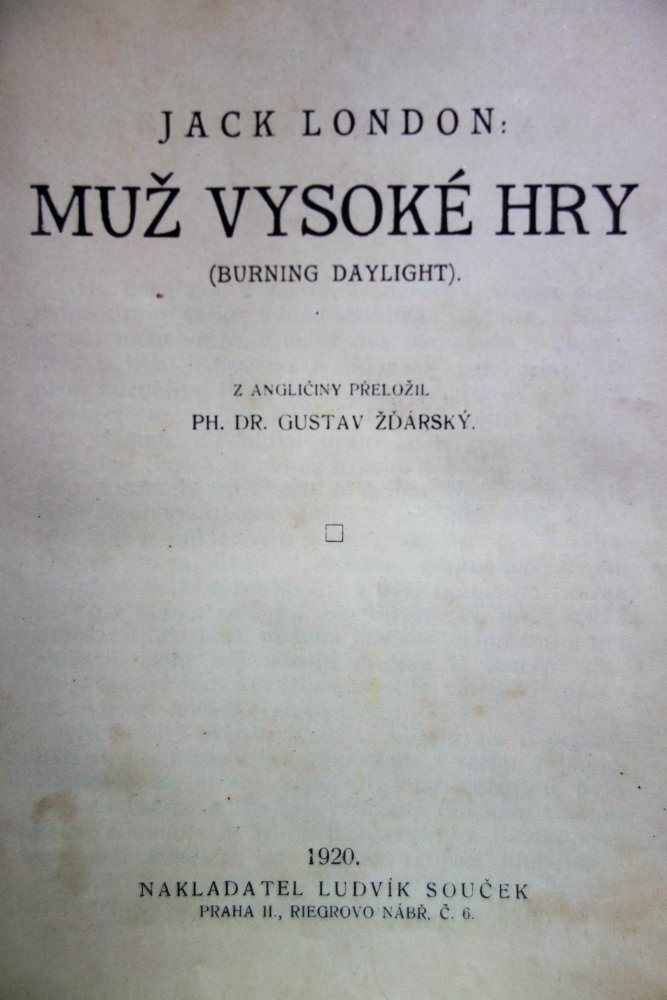 JACK LONDON:
MUŽ VYSOKÉ HRY
(BURNING DAYLIGHT).
Z ANGLIČINY PŘELOŽIL
PH. DR. GUSTAV ŽĎÁRSKÝ.
1920.
NAKLADATEL LUDVÍK SOUČEK
PRAHA II., RIEGROVO NÁBŘ. Č. 6.